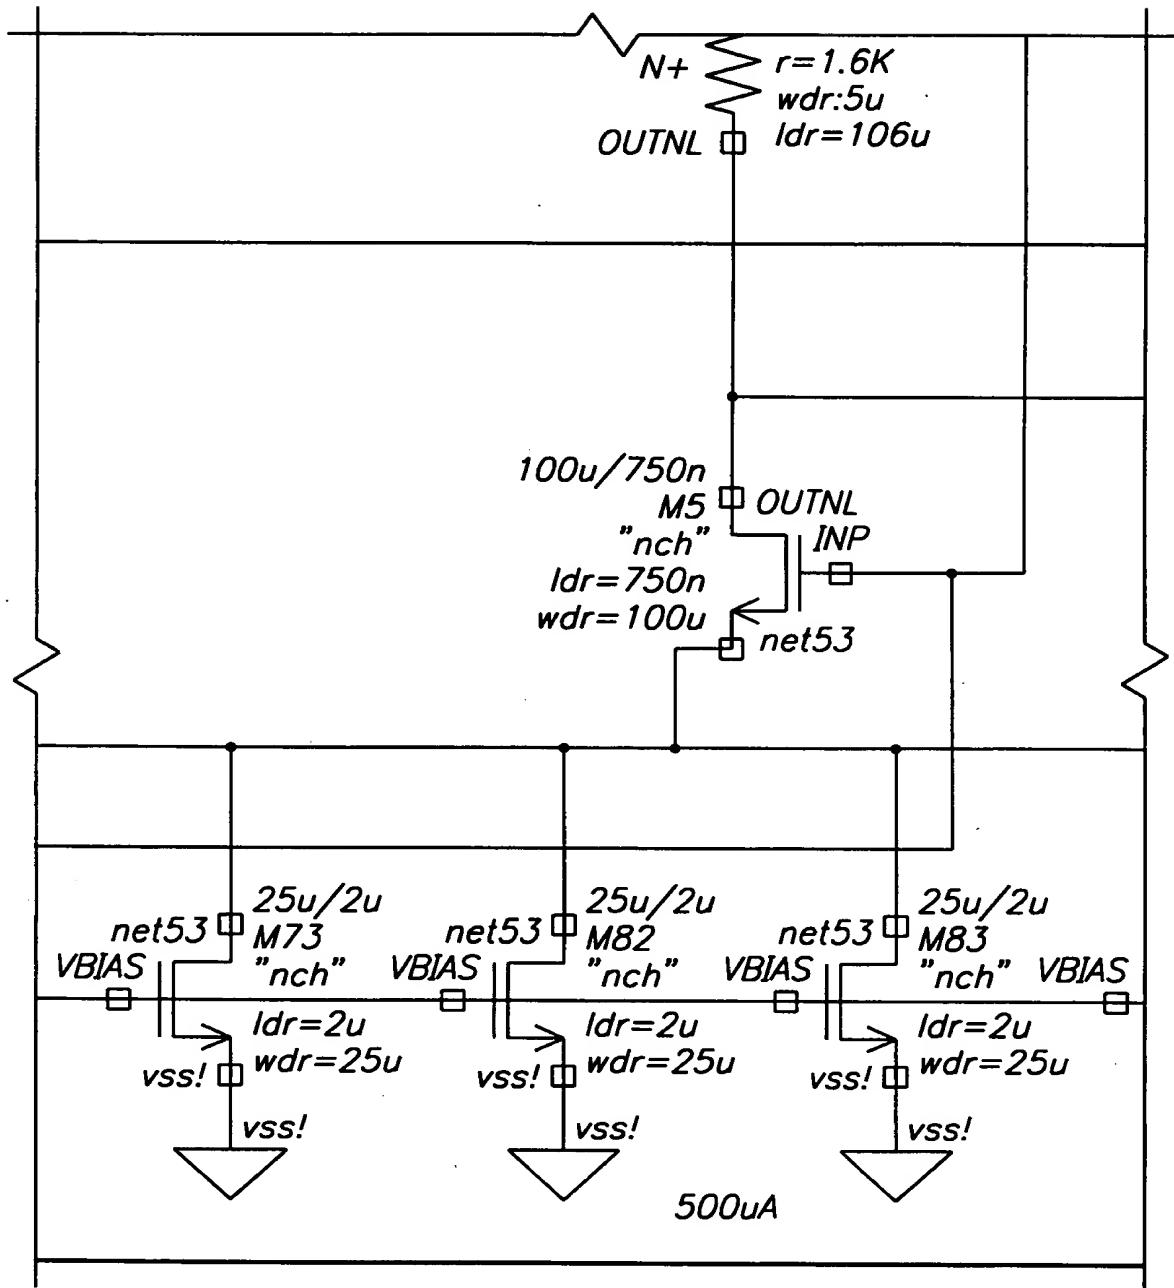 N+
r=1.6K
wdr:5u
ldr=106u
OUTNL
100u/750n
M5
"nch"
ldr=750n
wdr=100u
OUTNL
INP
net53
net53
25u/2u
M73
"nch"
VBIAS
ldr=2u
wdr=25u
vss!
vss!
net53
25u/2u
M82
"nch"
VBIAS
ldr=2u
wdr=25u
vss!
vss!
net53
25u/2u
M83
"nch"
VBIAS
ldr=2u
wdr=25u
vss!
vss!
VBIAS
500uA